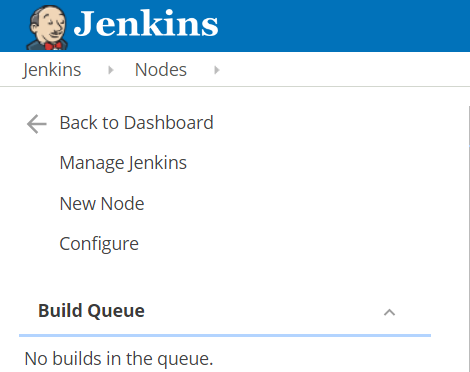 Jenkins
Jenkins Nodes
Back to Dashboard
Manage Jenkins
New Node
Configure
Build Queue
No builds in the queue.